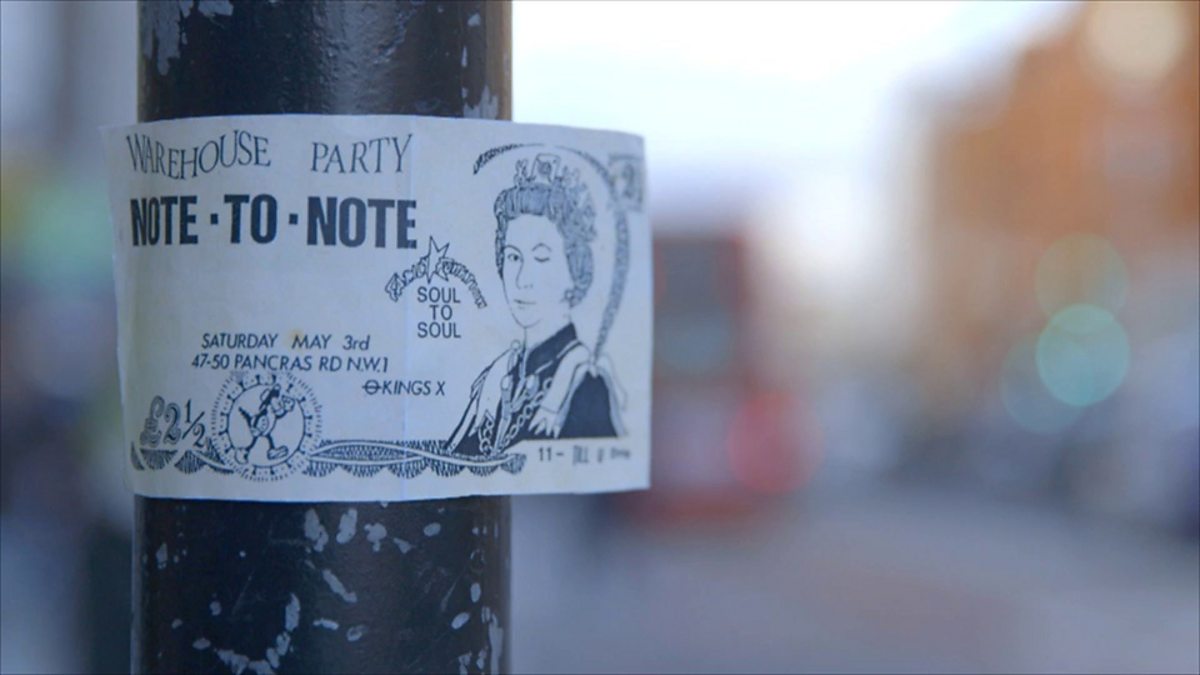 WAREHOUSE PARTY
NOTE · TO · NOTE
SOUL
TO
SOUL
SATURDAY MAY 3rd
47-50 PANCRAS RD N.W.1
KINGS X
£2½
11-